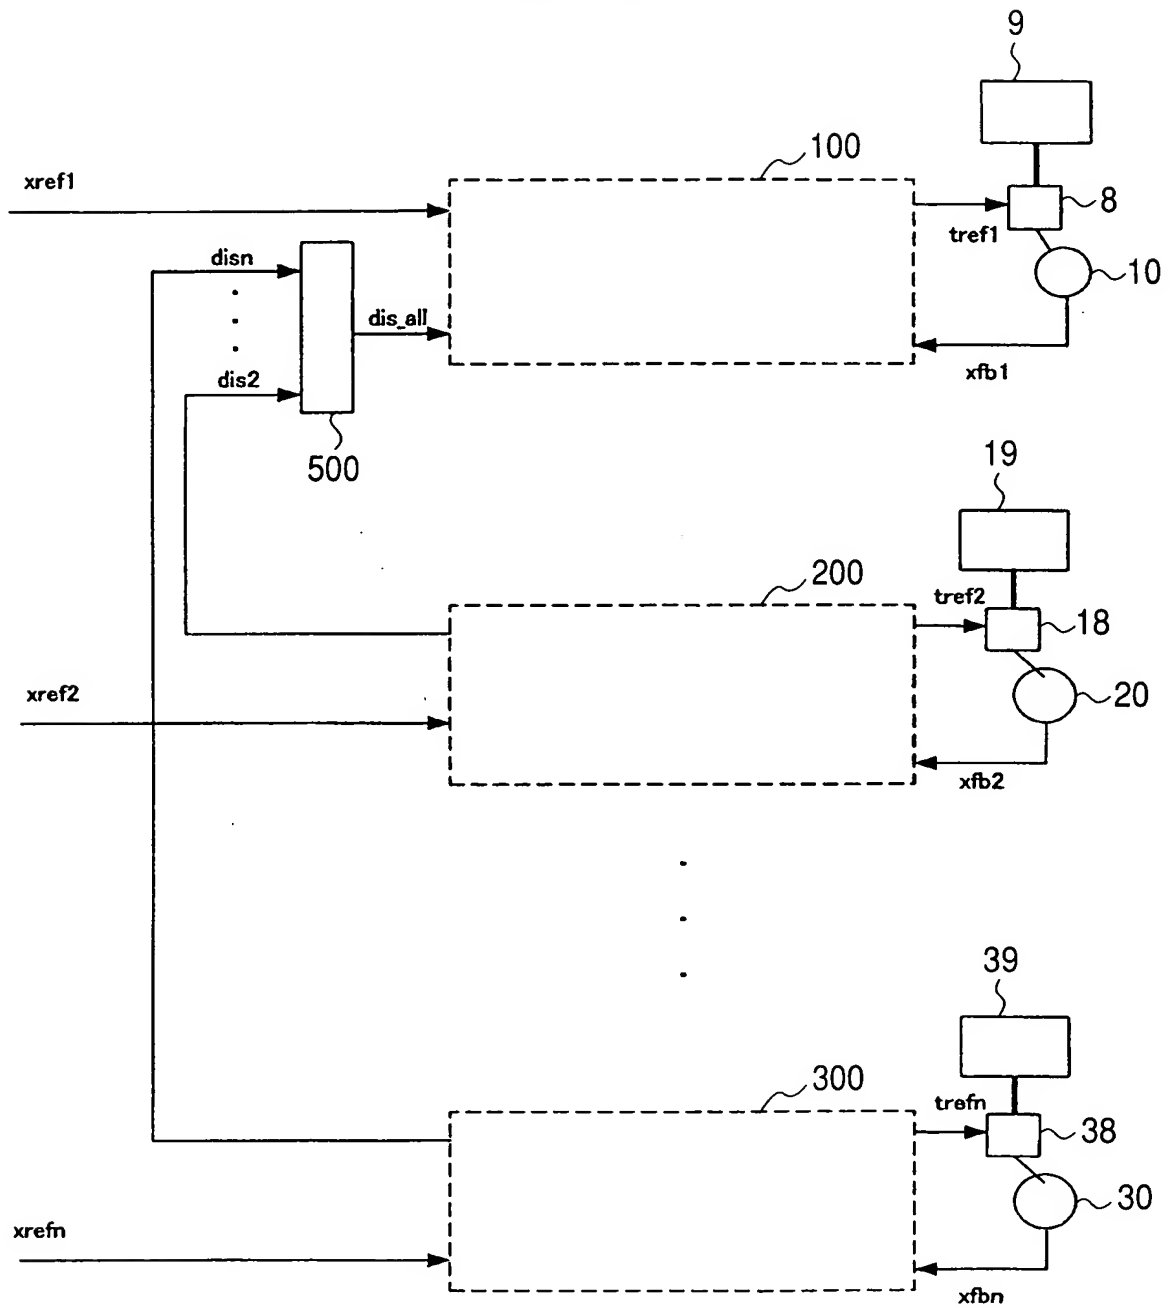 9
100
xref1
8
tref1
disn
10
dis_all
xfb1
dis2
500
19
200
tref2
18
xref2
20
xfb2
39
300
trefn
38
30
xrefn
xfbn